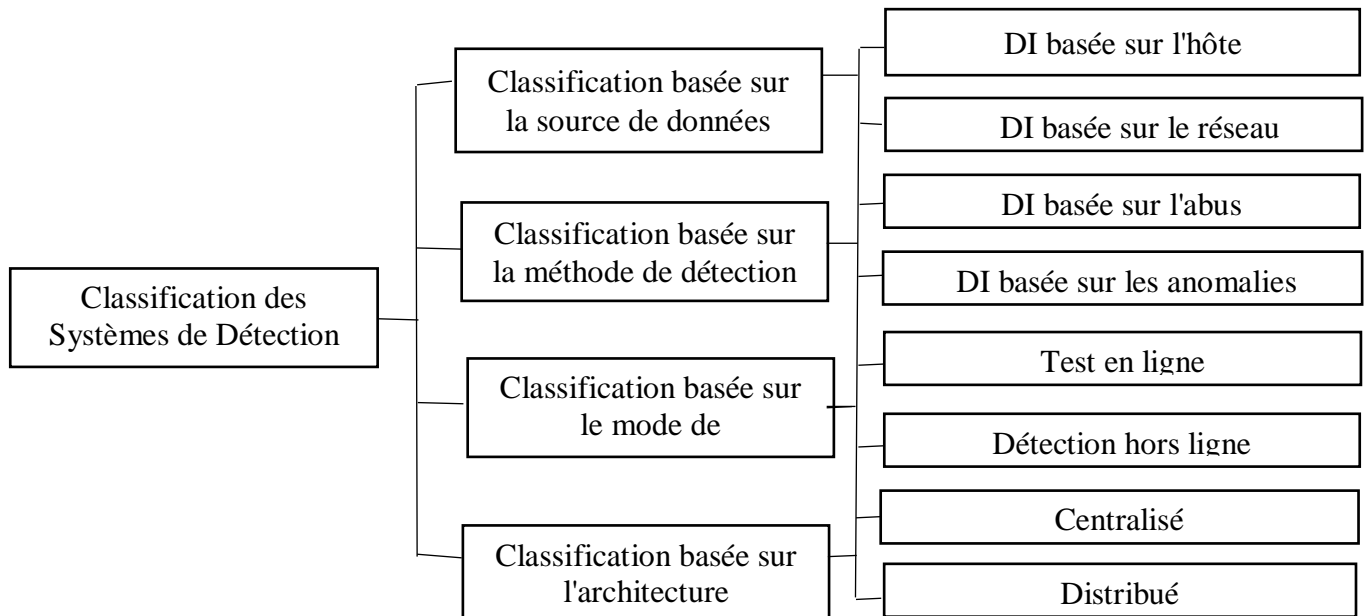 Classification des
Systèmes de Détection
Classification basée sur
la source de données
Classification basée sur
la méthode de détection
Classification basée sur
le mode de
Classification basée sur
l'architecture
DI basée sur l'hôte
DI basée sur le réseau
DI basée sur l'abus
DI basée sur les anomalies
Test en ligne
Détection hors ligne
Centralisé
Distribué